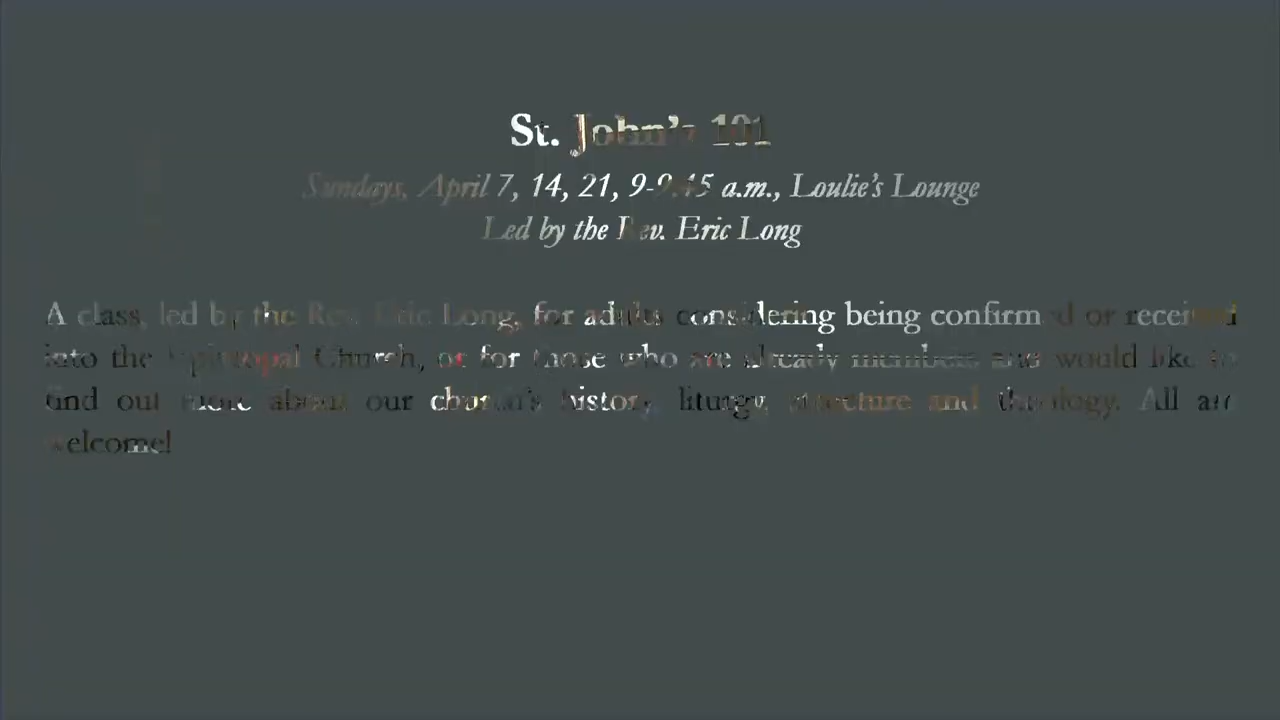 St. John's 101
Sundays, April 7, 14, 21, 9-9:45 a.m., Loulie's Lounge
Led by the Rev. Eric Long
A class, led by the Rev. Eric Long, for adults considering being confirmed or received
into the Episcopal Church, or for those who are already members and would like to
find out more about our church's history, liturgy, structure and theology. All are
welcome!